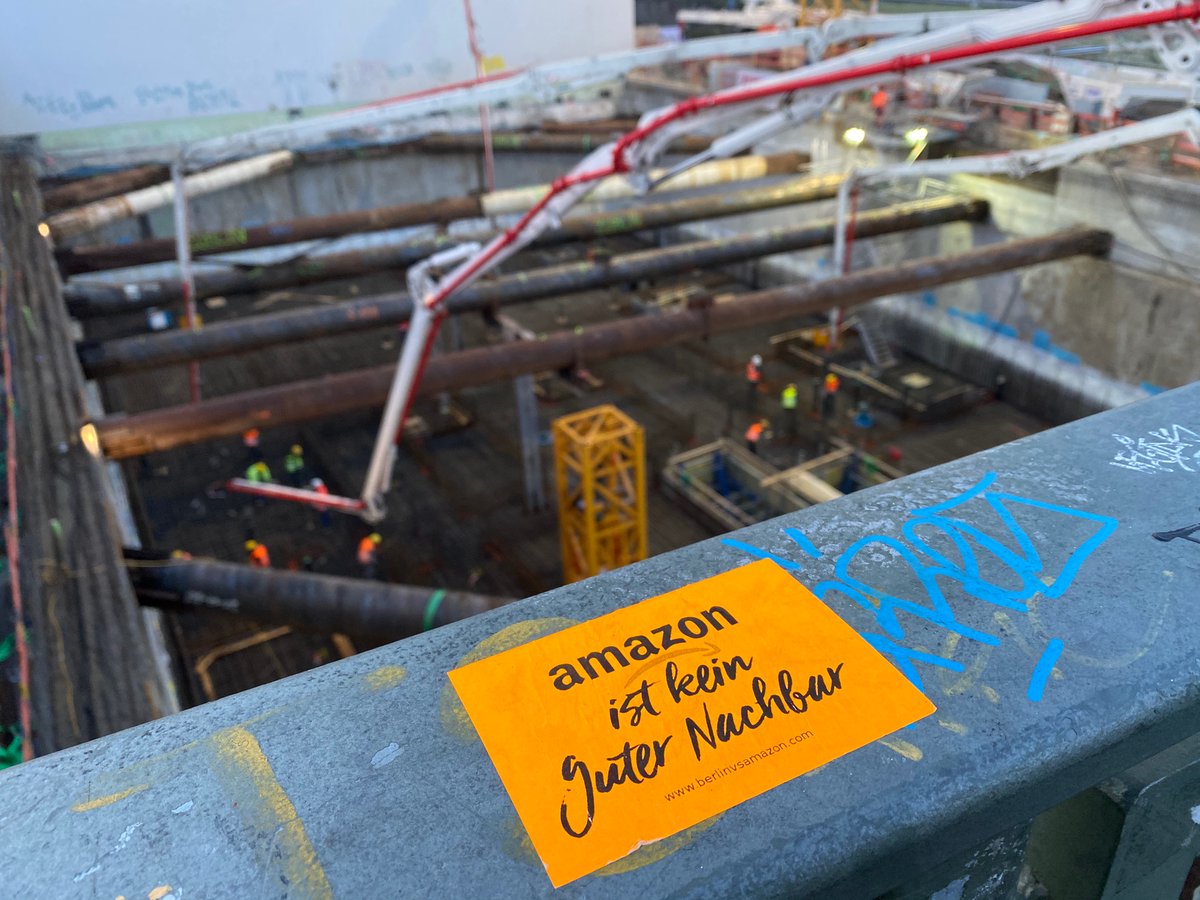 amazon
ist kein
guter Nachbar
www.berlinvsamazon.com